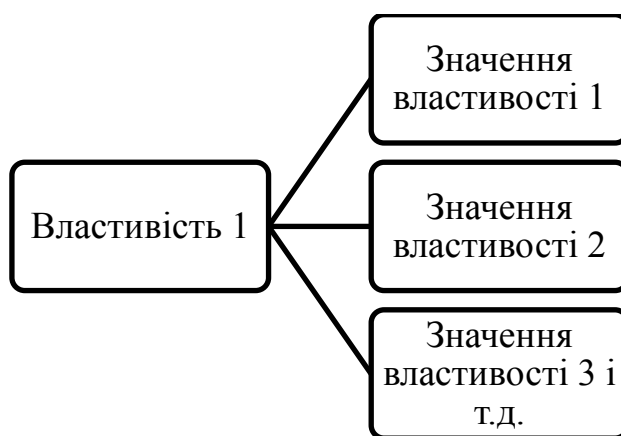 Значення
властивості 1
Властивість 1
Значення
властивості 2
Значення
властивості 3 і
т.д.